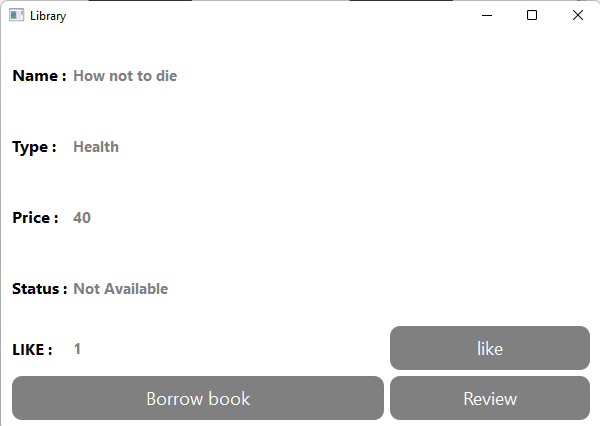 Library
Name : How not to die
Type : Health
Price : 40
Status : Not Available
LIKE : 1 like
Borrow book Review